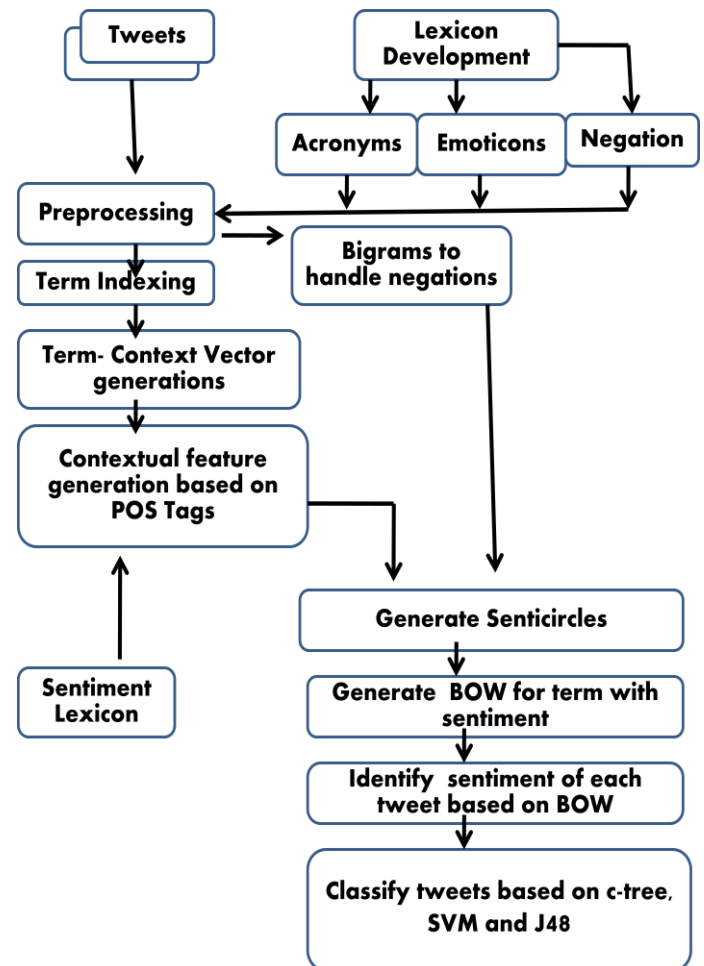 Tweets
Lexicon
Development
Acronyms
Emoticons
Negation
Preprocessing
Bigrams to
handle negations
Term Indexing
Term- Context Vector
generations
Contextual feature
generation based on
POS Tags
Generate Senticircles
Sentiment
Lexicon
Generate BOW for term with
sentiment
Identify sentiment of each
tweet based on BOW
Classify tweets based on c-tree,
SVM and J48